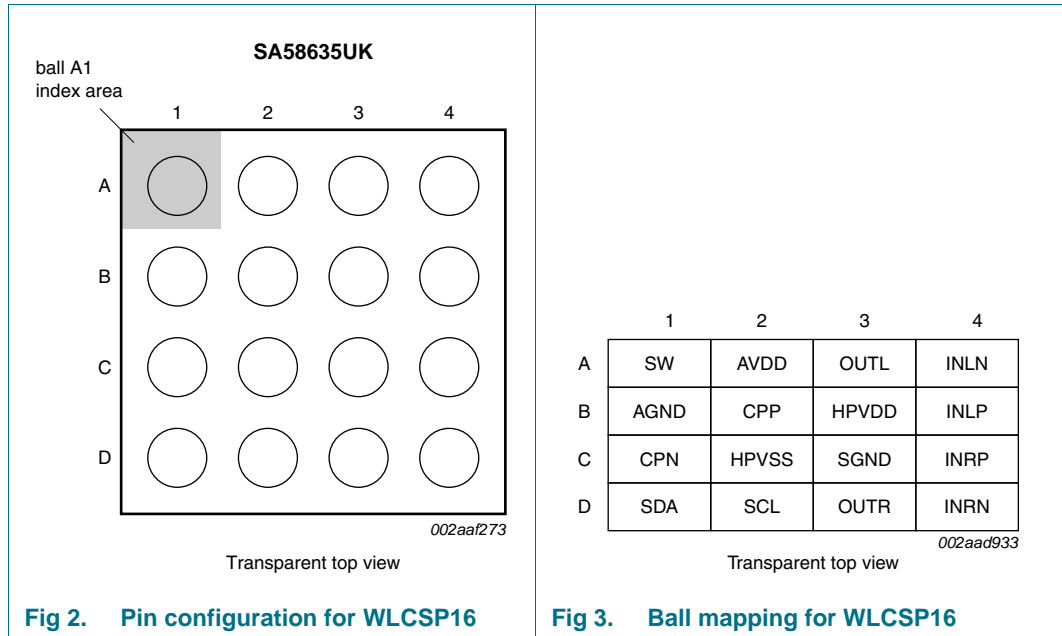 SA58635UK
ball A1
index area
1 2 3 4
A
B
C
D
002aaf273
Transparent top view
Fig 2. Pin configuration for WLCSP16
1 2 3 4
A SW AVDD OUTL INLN
B AGND CPP HPVDD INLP
C CPN HPVSS SGND INRP
D SDA SCL OUTR INRN
002aad933
Transparent top view
Fig 3. Ball mapping for WLCSP16